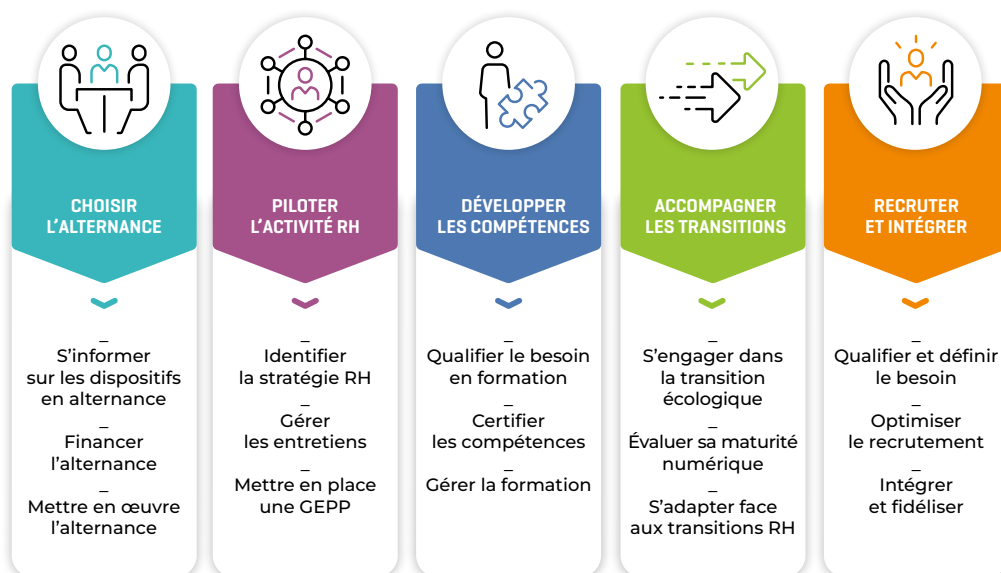 CHOISIR
L'ALTERNANCE
–
S'informer
sur les dispositifs
en alternance
–
Financer
l'alternance
–
Mettre en œuvre
l'alternance
PILOTER
L'ACTIVITÉ RH
–
Identifier
la stratégie RH
–
Gérer
les entretiens
–
Mettre en place
une GEPP
DÉVELOPPER
LES COMPÉTENCES
–
Qualifier le besoin
en formation
–
Certifier
les compétences
–
Gérer la formation
ACCOMPAGNER
LES TRANSITIONS
–
S'engager dans
la transition
écologique
–
Évaluer sa maturité
numérique
–
S'adapter face
aux transitions RH
RECRUTER
ET INTÉGRER
–
Qualifier et définir
le besoin
–
Optimiser
le recrutement
–
Intégrer
et fidéliser